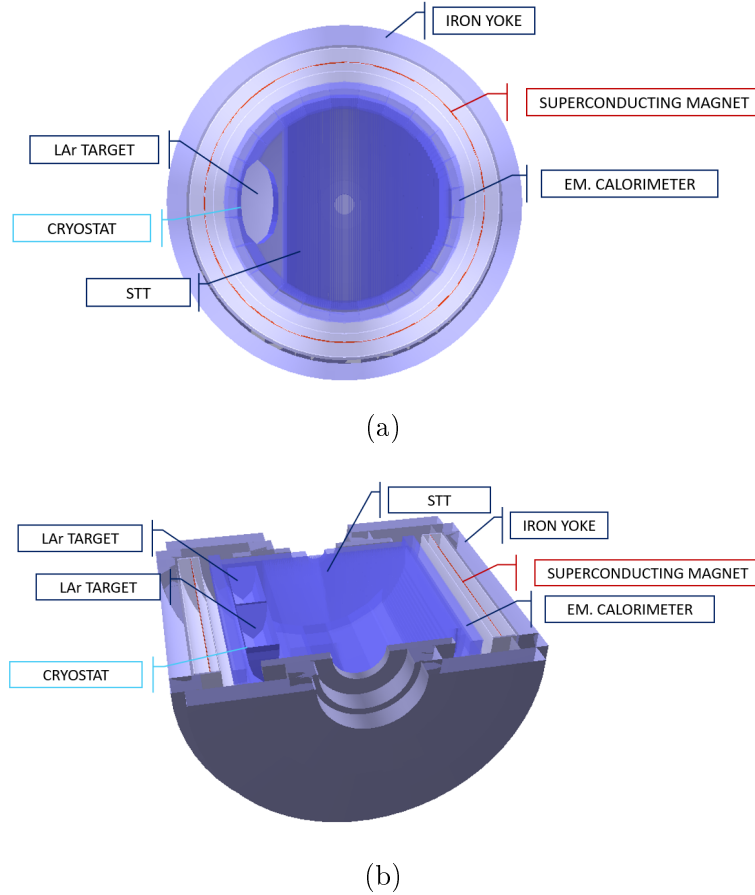 IRON YOKE
SUPERCONDUCTING MAGNET
LAr TARGET
EM. CALORIMETER
CRYOSTAT
STT
(a)
STT
IRON YOKE
LAr TARGET
SUPERCONDUCTING MAGNET
LAr TARGET
EM. CALORIMETER
CRYOSTAT
(b)